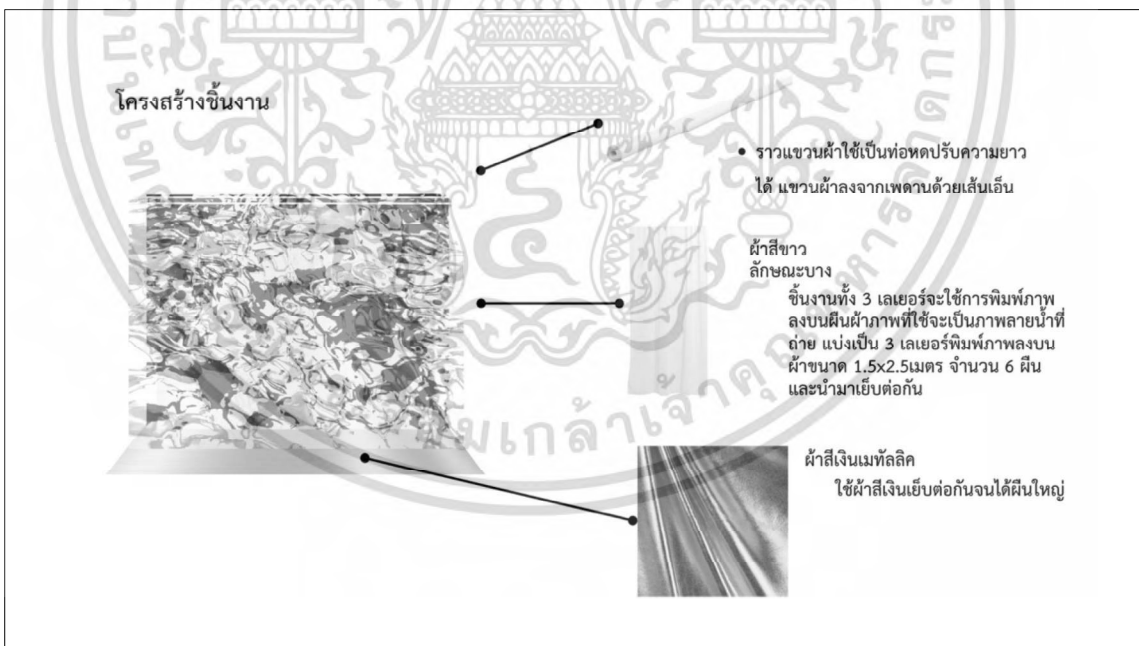 โครงสร้างชิ้นงาน
• ราวแขวนผ้าใช้เป็นท่อหดปรับความยาว
ได้ แขวนผ้าลงจากเพดานด้วยเส้นเอ็น
ผ้าสีขาว
ลักษณะบาง
ชิ้นงานทั้ง 3 เลเยอร์จะใช้การพิมพ์ภาพ
ลงบนผืนผ้าภาพที่ใช้จะเป็นภาพลายน้ำที่
ถ่าย แบ่งเป็น 3 เลเยอร์พิมพ์ภาพลงบน
ผ้าขนาด 1.5x2.5เมตร จำนวน 6 ผืน
และนำมาเย็บต่อกัน
ผ้าสีเงินเมทัลลิค
ใช้ผ้าสีเงินเย็บต่อกันจนได้ผืนใหญ่